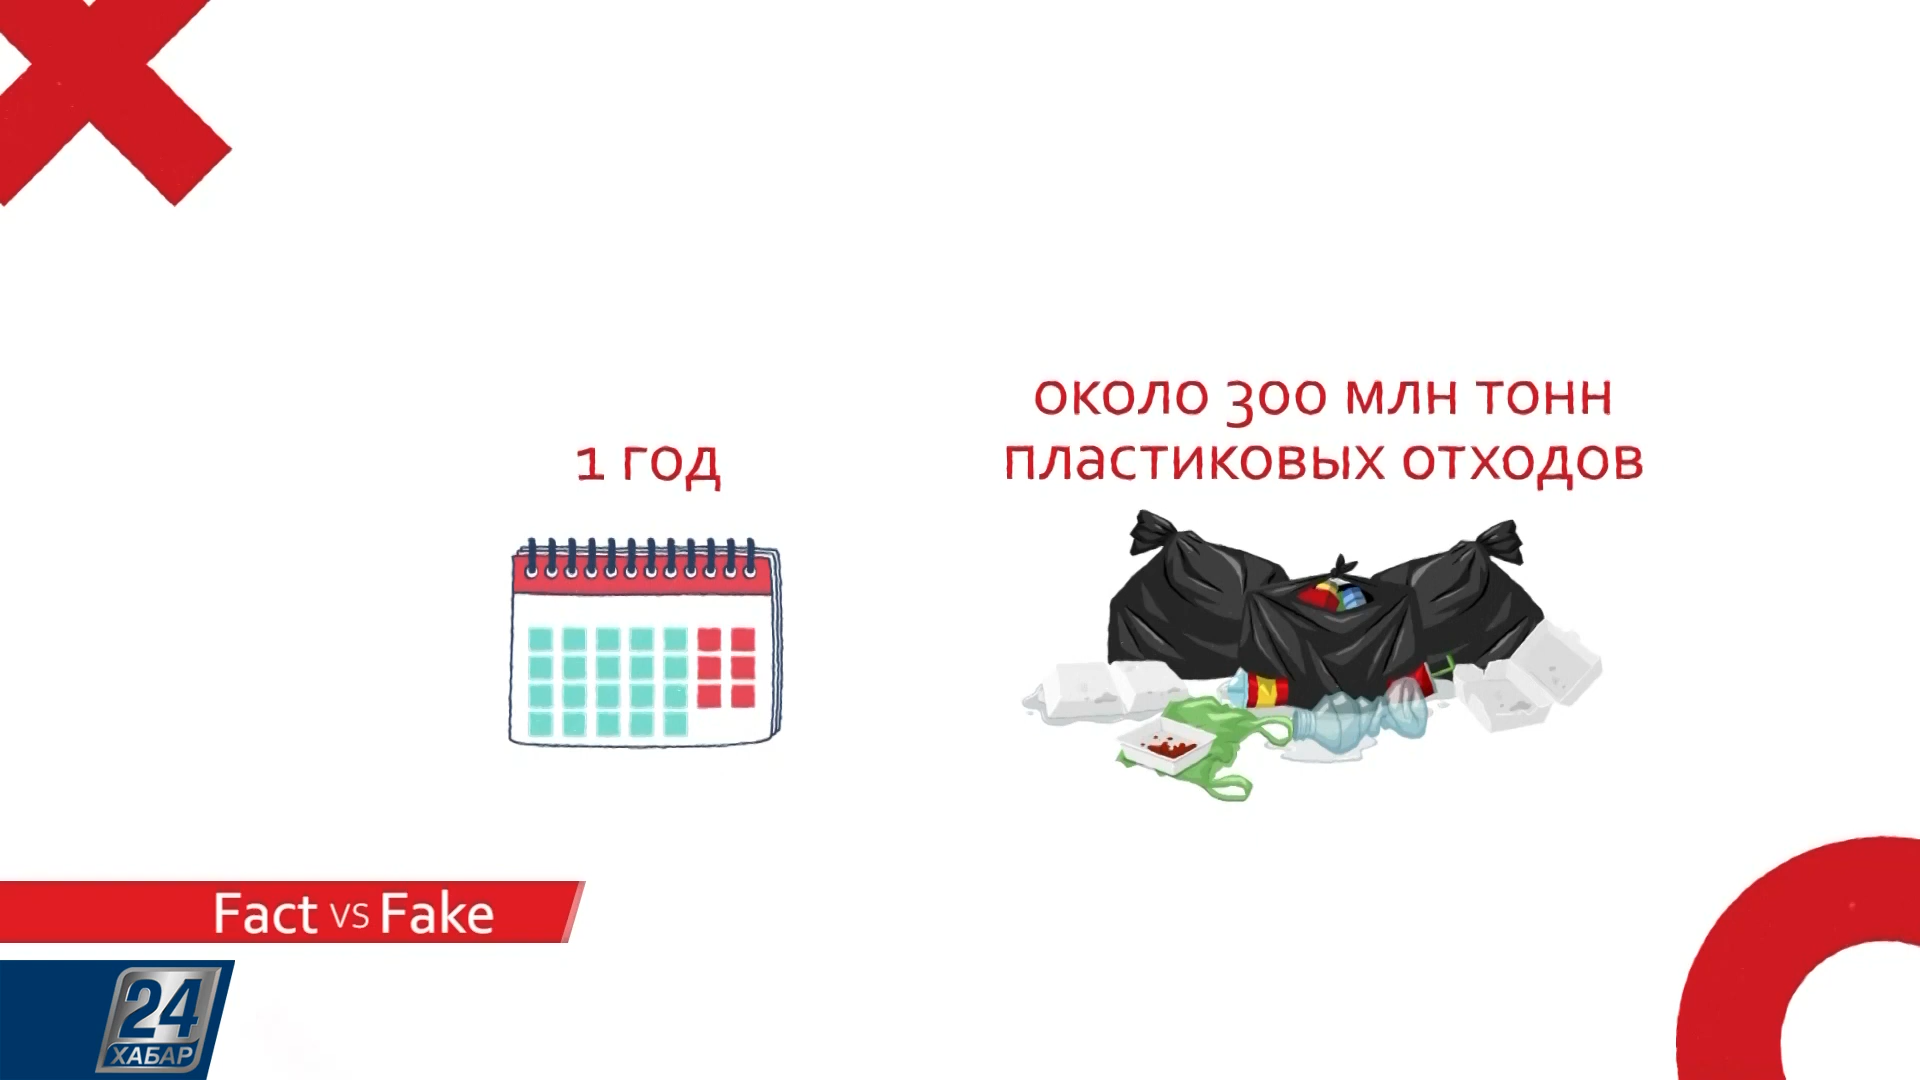 1 год
около 300 млн тонн
пластиковых отходов
Fact vs Fake
24
ХАБАР